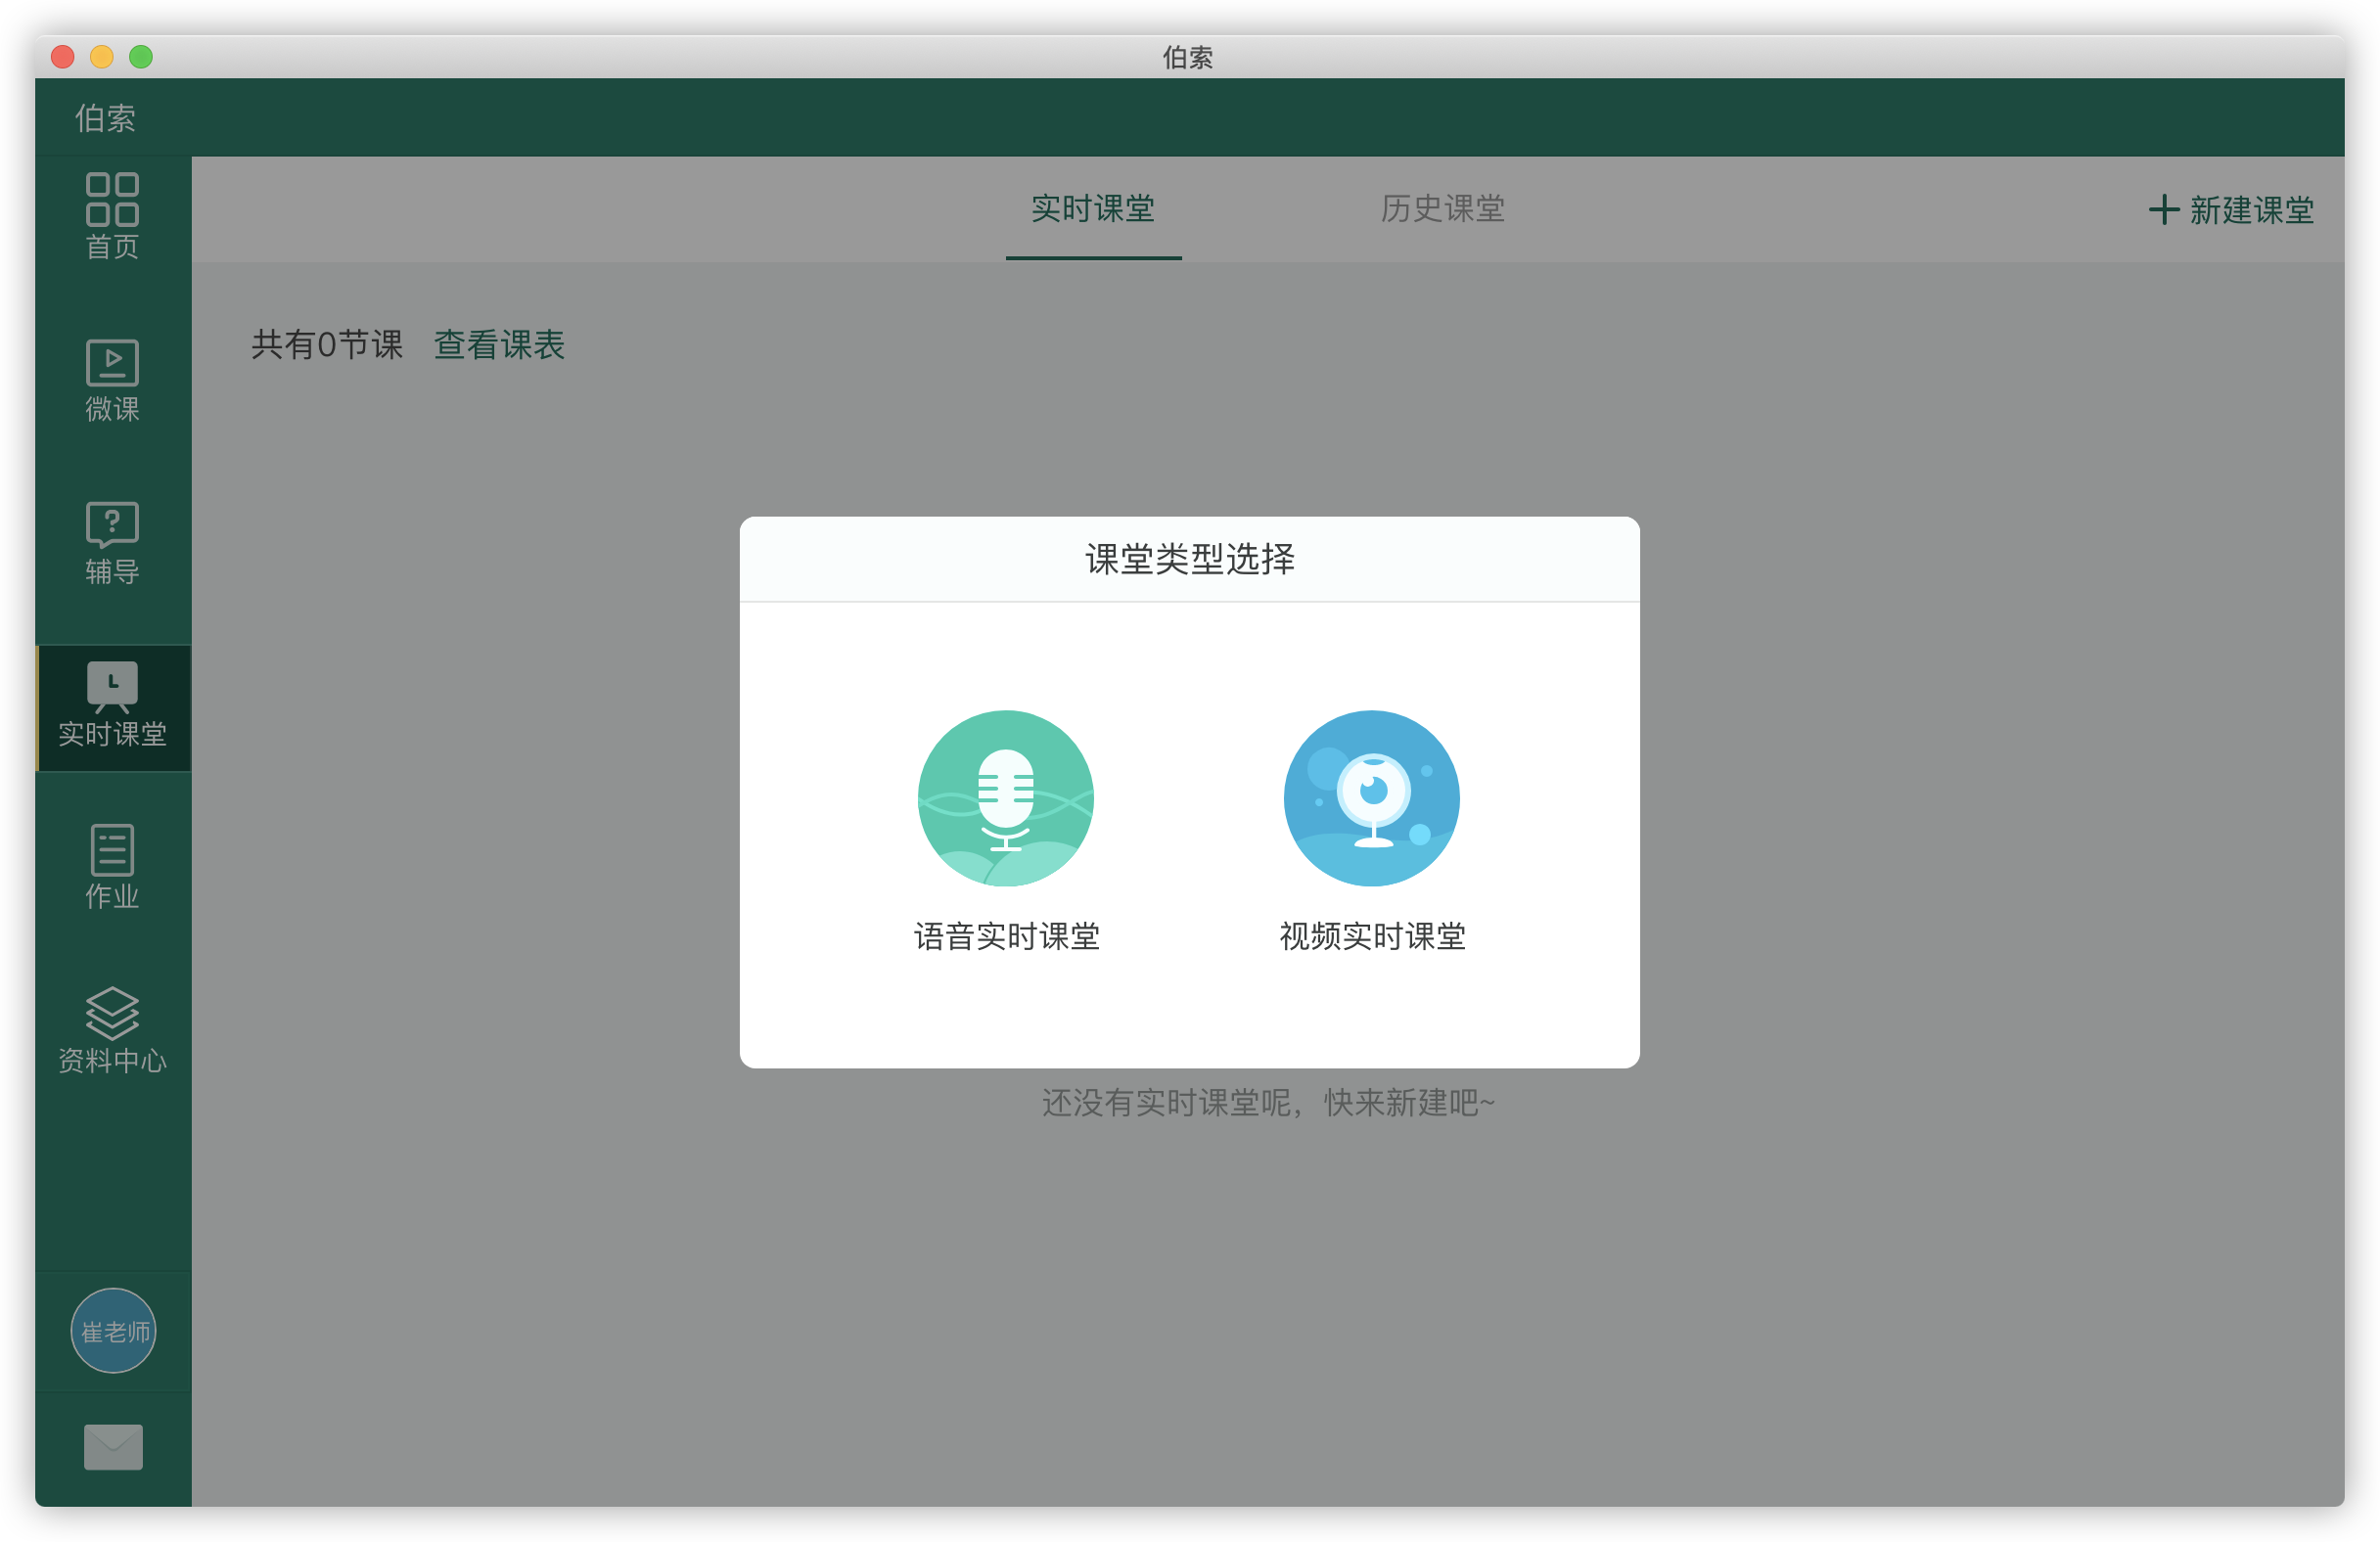 伯索
伯索
首页
微课
辅导
实时课堂
作业
资料中心
崔老师
实时课堂
历史课堂
新建课堂
共有0节课 查看课表
课堂类型选择
语音实时课堂
视频实时课堂
还没有实时课堂呢，快来新建吧~